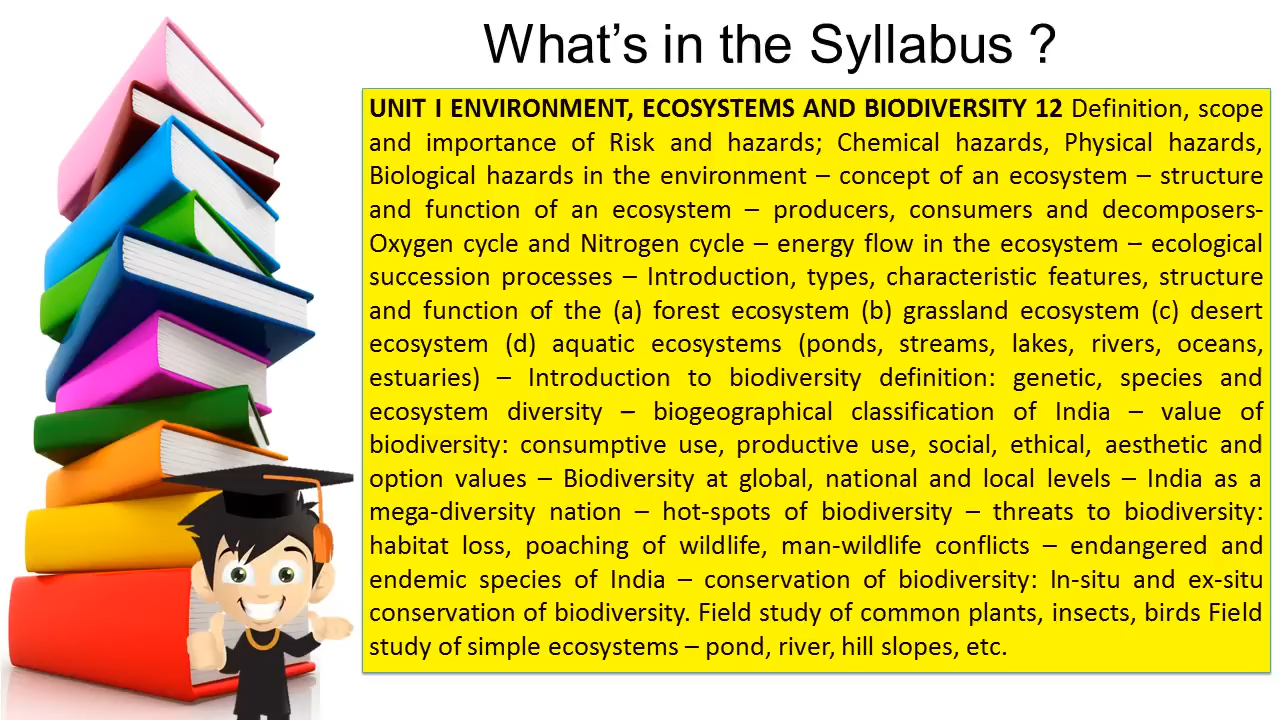 What’s in the Syllabus ?
UNIT I ENVIRONMENT, ECOSYSTEMS AND BIODIVERSITY 12 Definition, scope
and importance of Risk and hazards; Chemical hazards, Physical hazards,
Biological hazards in the environment – concept of an ecosystem – structure
and function of an ecosystem – producers, consumers and decomposers-
Oxygen cycle and Nitrogen cycle – energy flow in the ecosystem – ecological
succession processes – Introduction, types, characteristic features, structure
and function of the (a) forest ecosystem (b) grassland ecosystem (c) desert
ecosystem (d) aquatic ecosystems (ponds, streams, lakes, rivers, oceans,
estuaries) – Introduction to biodiversity definition: genetic, species and
ecosystem diversity – biogeographical classification of India – value of
biodiversity: consumptive use, productive use, social, ethical, aesthetic and
option values – Biodiversity at global, national and local levels – India as a
mega-diversity nation – hot-spots of biodiversity – threats to biodiversity:
habitat loss, poaching of wildlife, man-wildlife conflicts – endangered and
endemic species of India – conservation of biodiversity: In-situ and ex-situ
conservation of biodiversity. Field study of common plants, insects, birds Field
study of simple ecosystems – pond, river, hill slopes, etc.